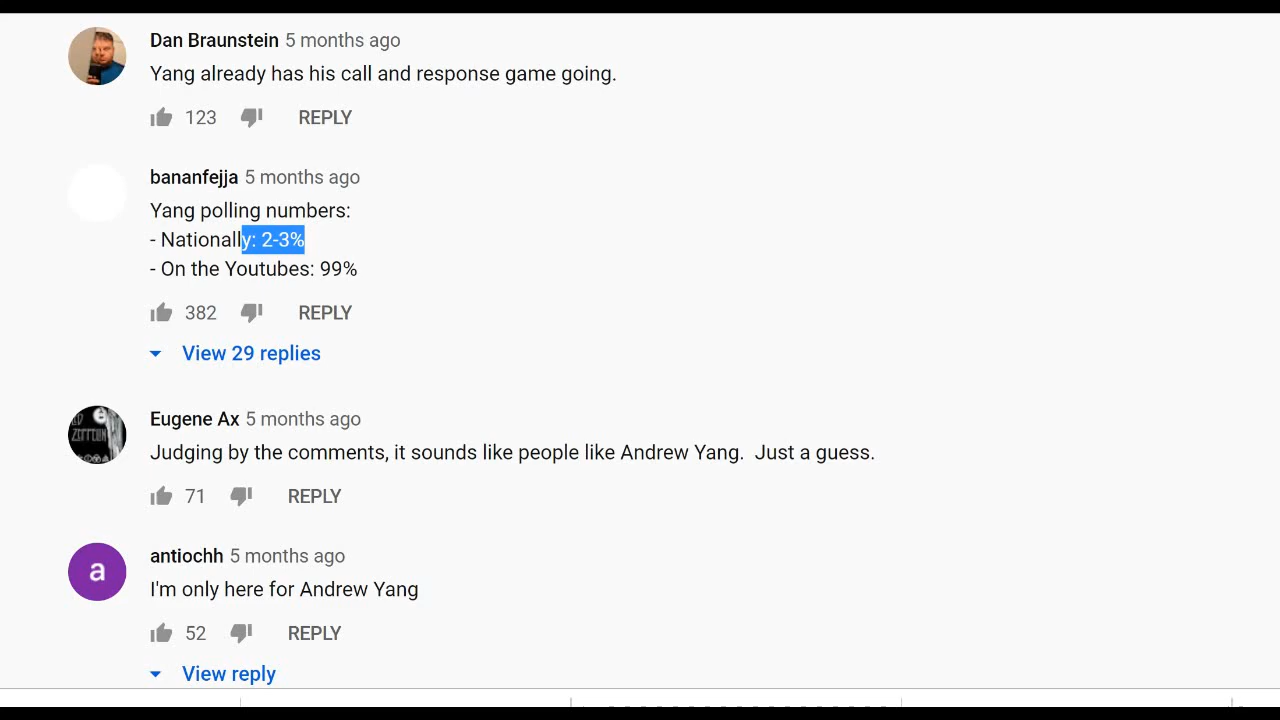 Dan Braunstein 5 months ago
Yang already has his call and response game going.
123 REPLY
bananfejja 5 months ago
Yang polling numbers:
- Nationally: 2-3%
- On the Youtubes: 99%
382 REPLY
View 29 replies
Eugene Ax 5 months ago
Judging by the comments, it sounds like people like Andrew Yang.  Just a guess.
71 REPLY
a
antiochh 5 months ago
I'm only here for Andrew Yang
52 REPLY
View reply